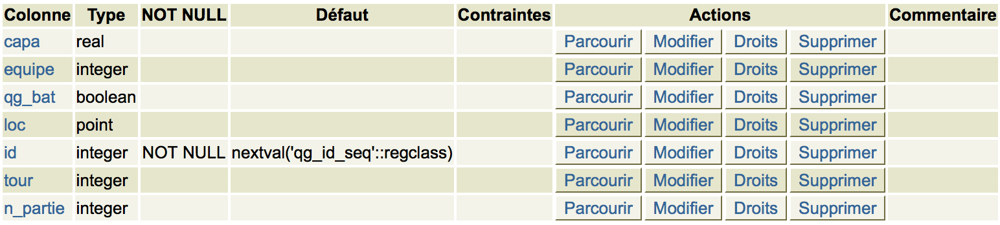 Colonne Type NOT NULL Défaut Contraintes Actions Commentaire
capa real Parcourir Modifier Droits Supprimer
equipe integer Parcourir Modifier Droits Supprimer
qg_bat boolean Parcourir Modifier Droits Supprimer
loc point Parcourir Modifier Droits Supprimer
id integer NOT NULL nextval('qg_id_seq'::regclass) Parcourir Modifier Droits Supprimer
tour integer Parcourir Modifier Droits Supprimer
n_partie integer Parcourir Modifier Droits Supprimer